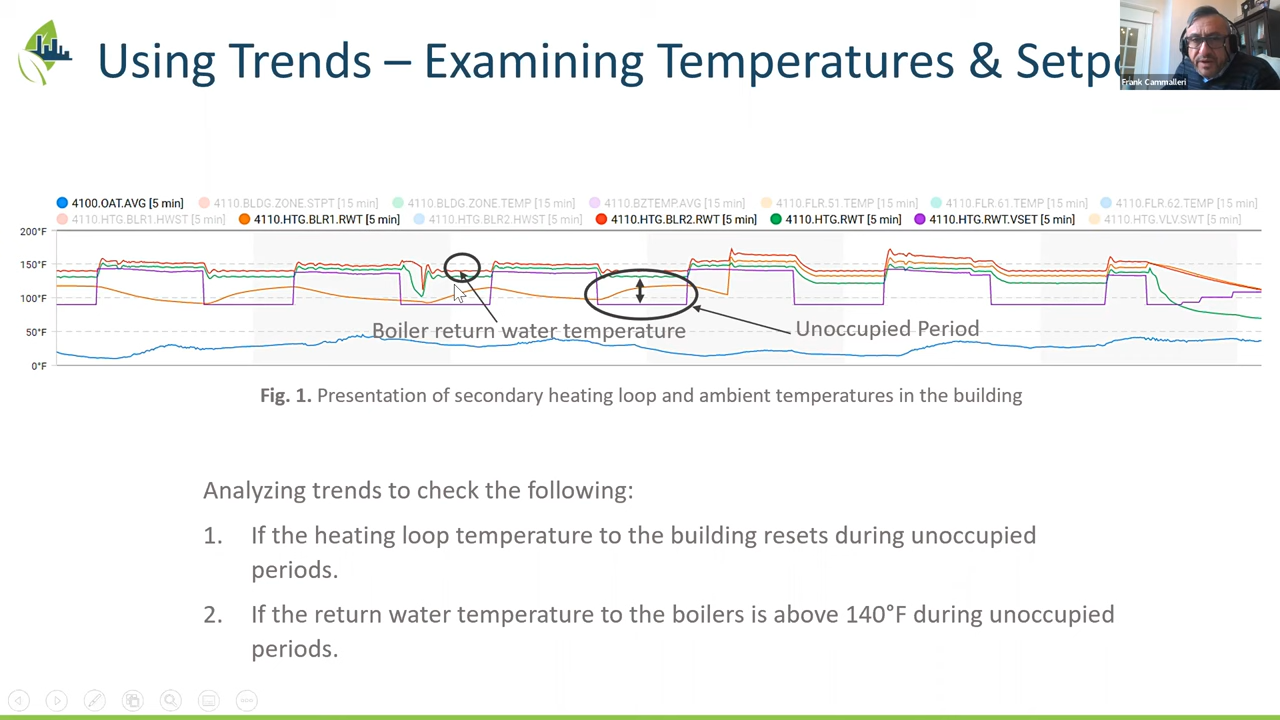 Using Trends – Examining Temperatures & Setp
Frank Cammalleri
4100.OAT.AVG [5 min] 4110.BLDG.ZONE.STPT [15 min] 4110.BLDG.ZONE.TEMP [15 min] 4110.BZTEMP.AVG [15 min] 4110.FLR.51.TEMP [15 min] 4110.FLR.61.TEMP [15 min] 4110.FLR.62.TEMP [15 min]
4110.HTG.BLR1.HWST [5 min] 4110.HTG.BLR1.RWT [5 min] 4110.HTG.BLR2.HWST [5 min] 4110.HTG.BLR2.RWT [5 min] 4110.HTG.RWT [5 min] 4110.HTG.RWT.VSET [5 min] 4110.HTG.VLV.SWT [5 min]
200°F
150°F
100°F
50°F
0°F
Boiler return water temperature
Unoccupied Period
Fig. 1. Presentation of secondary heating loop and ambient temperatures in the building
Analyzing trends to check the following:
1. If the heating loop temperature to the building resets during unoccupied
periods.
2. If the return water temperature to the boilers is above 140°F during unoccupied
periods.